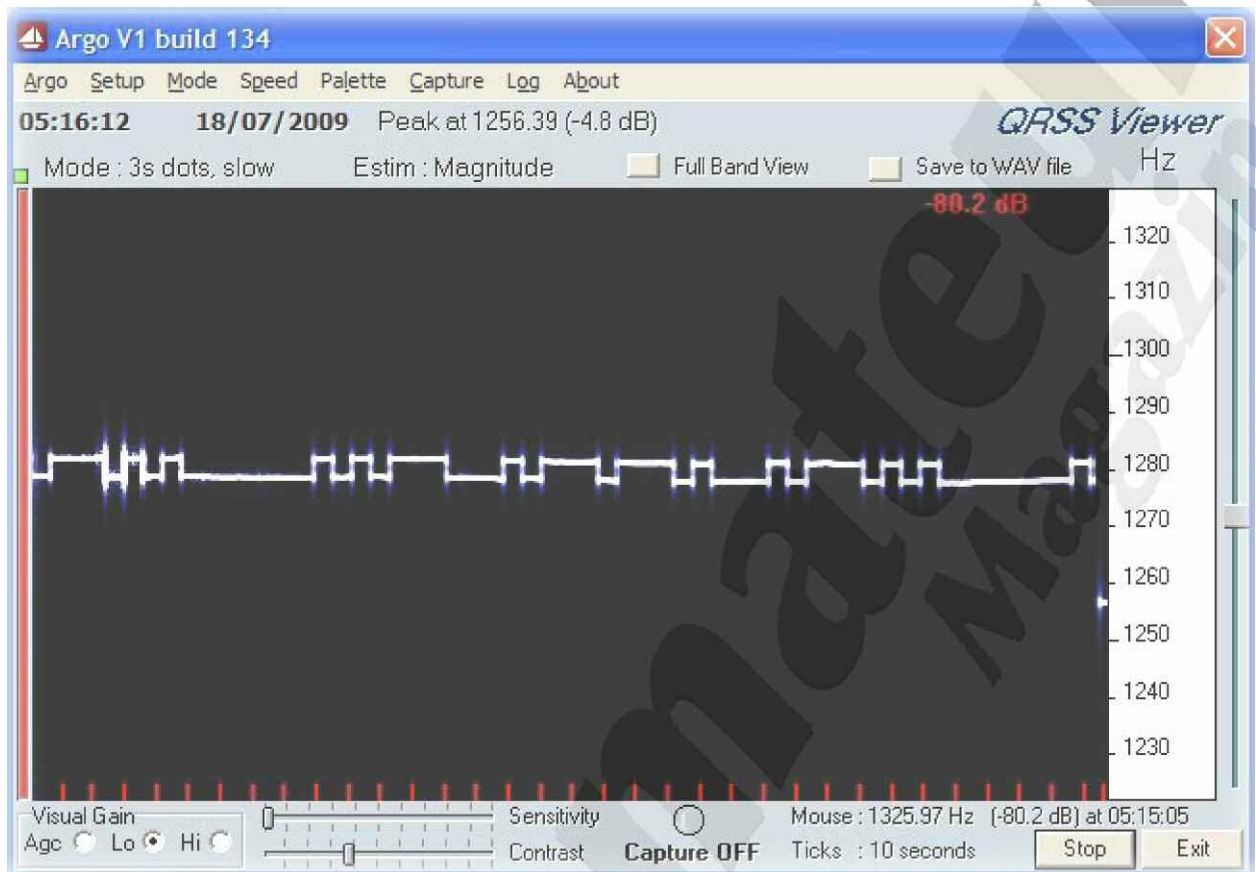 Argo V1 build 134
Argo Setup Mode Speed Palette Capture Log About
05:16:12 18/07/2009 Peak at 1256.39 (-4.8 dB) QRSS Viewer
Mode : 3s dots, slow Estim : Magnitude Full Band View Save to WAV file Hz
-80.2 dB
1320
1310
1300
1290
1280
1270
1260
1250
1240
1230
Visual Gain Sensitivity Mouse : 1325.97 Hz (-80.2 dB) at 05:15:05
Agc Lo Hi Contrast Capture OFF Ticks : 10 seconds Stop Exit